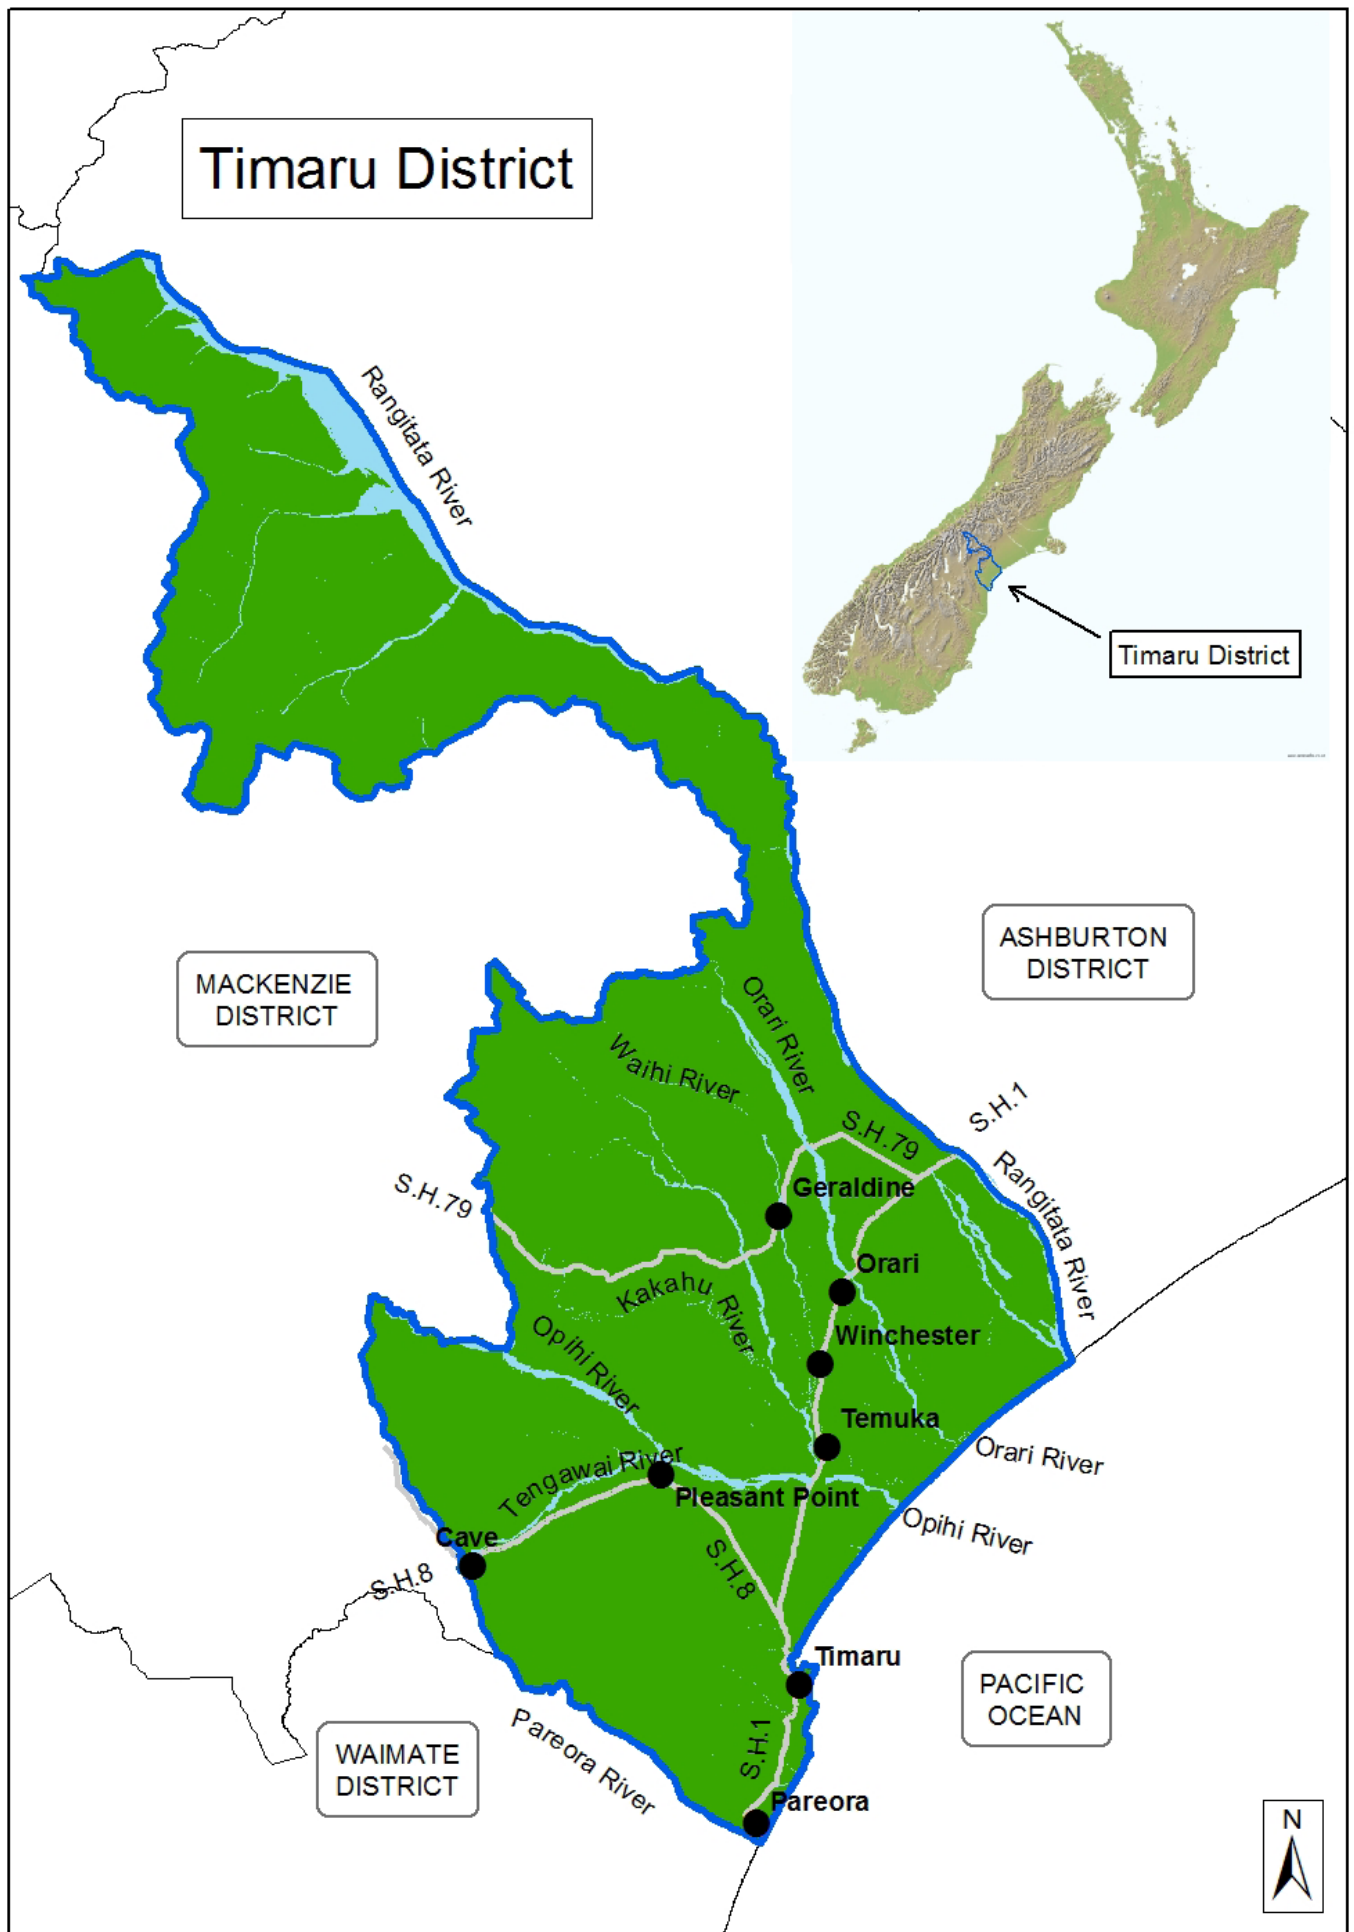 Timaru District
Rangitata River
Timaru District
MACKENZIE
DISTRICT
ASHBURTON
DISTRICT
Orari River
Waihi River
S.H.1
S.H.79
Rangitata River
S.H.79
Geraldine
Orari
Kakahu River
Opihi River
Winchester
Temuka
Orari River
Tengawai River
Pleasant Point
Opihi River
Cave
S.H.8
S.H.8
Timaru
PACIFIC
OCEAN
Pareora River
S.H.1
WAIMATE
DISTRICT
Pareora
N